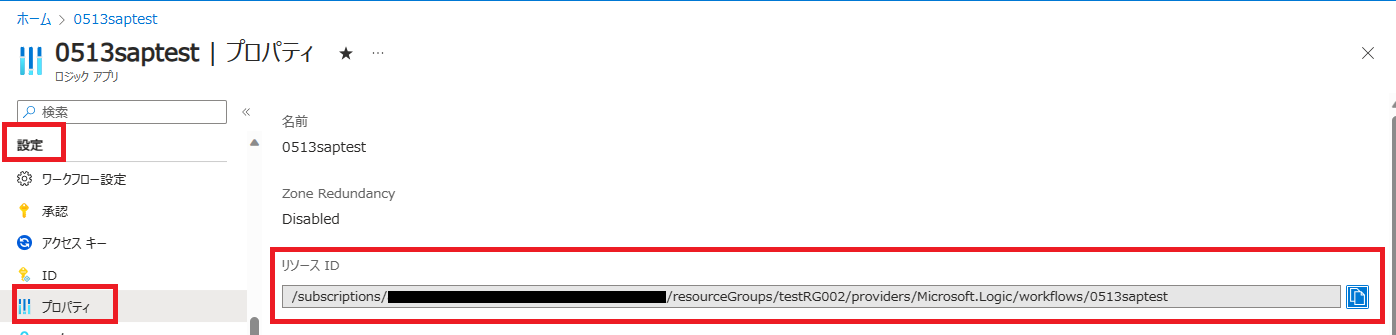 ホーム > 0513saptest
0513saptest | プロパティ ★ …
ロジック アプリ
検索 «
設定
ワークフロー設定
承認
アクセス キー
ID
プロパティ
名前
0513saptest
Zone Redundancy
Disabled
リソース ID
/subscriptions/ /resourceGroups/testRG002/providers/Microsoft.Logic/workflows/0513saptest